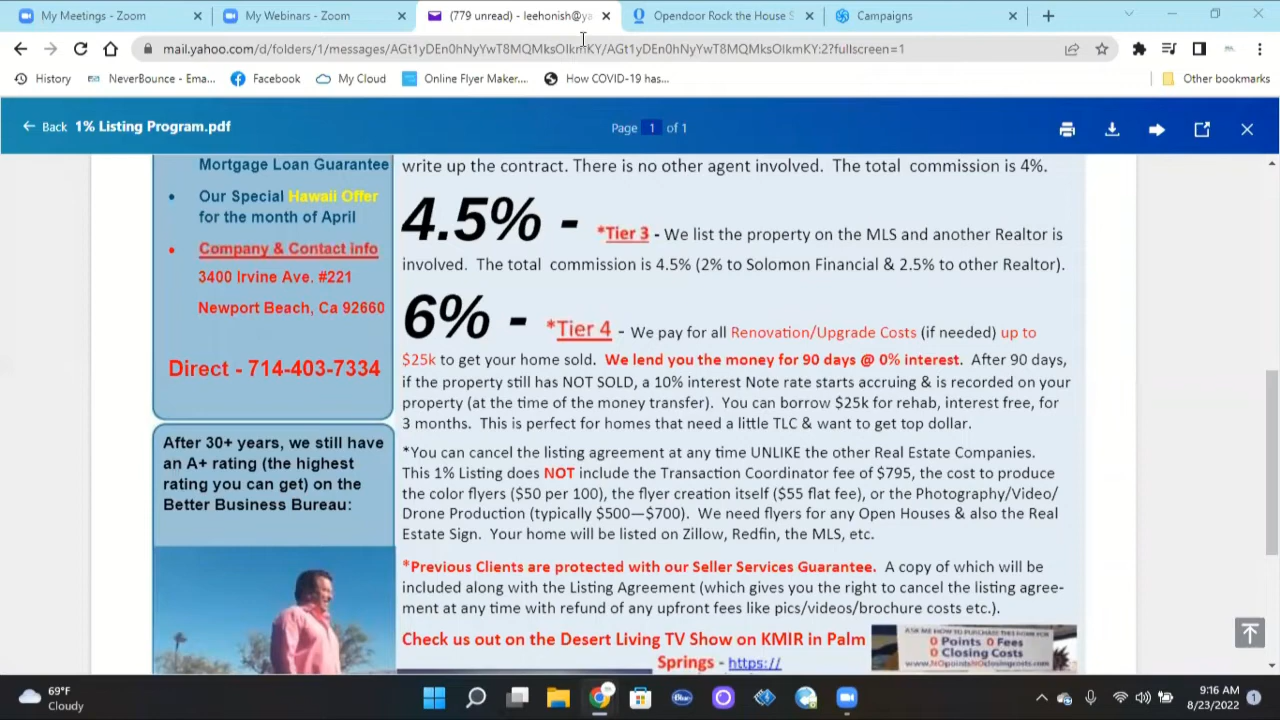 My Meetings - Zoom
My Webinars - Zoom
(779 unread) - leehonish@ya
Opendoor Rock the House S
Campaigns
mail.yahoo.com/d/folders/1/messages/AGt1yDEn0hNyYwT8MQMksOIkmKY/AGt1yDEn0hNyYwT8MQMksOIkmKY:2?fullscreen=1
History
NeverBounce - Ema...
Facebook
My Cloud
Online Flyer Maker....
How COVID-19 has...
Other bookmarks
Back 1% Listing Program.pdf
Page 1 of 1
Mortgage Loan Guarantee
• Our Special Hawaii Offer
for the month of April
• Company & Contact info
3400 Irvine Ave. #221
Newport Beach, Ca 92660
Direct - 714-403-7334
After 30+ years, we still have
an A+ rating (the highest
rating you can get) on the
Better Business Bureau:
write up the contract. There is no other agent involved. The total commission is 4%.
4.5% - *Tier 3 - We list the property on the MLS and another Realtor is
involved. The total commission is 4.5% (2% to Solomon Financial & 2.5% to other Realtor).
6% - *Tier 4 - We pay for all Renovation/Upgrade Costs (if needed) up to
$25k to get your home sold. We lend you the money for 90 days @ 0% interest. After 90 days,
if the property still has NOT SOLD, a 10% interest Note rate starts accruing & is recorded on your
property (at the time of the money transfer). You can borrow $25k for rehab, interest free, for
3 months. This is perfect for homes that need a little TLC & want to get top dollar.
*You can cancel the listing agreement at any time UNLIKE the other Real Estate Companies.
This 1% Listing does NOT include the Transaction Coordinator fee of $795, the cost to produce
the color flyers ($50 per 100), the flyer creation itself ($55 flat fee), or the Photography/Video/
Drone Production (typically $500—$700). We need flyers for any Open Houses & also the Real
Estate Sign. Your home will be listed on Zillow, Redfin, the MLS, etc.
*Previous Clients are protected with our Seller Services Guarantee. A copy of which will be
included along with the Listing Agreement (which gives you the right to cancel the listing agree-
ment at any time with refund of any upfront fees like pics/videos/brochure costs etc.).
Check us out on the Desert Living TV Show on KMIR in Palm
Springs - https://
ASK ME HOW TO PURCHASE THIS HOME FOR
0 Points 0 Fees
0 Closing Costs
www.NOpointsNOclosingcosts.com
69°F
Cloudy
Blue
9:16 AM
8/23/2022
1